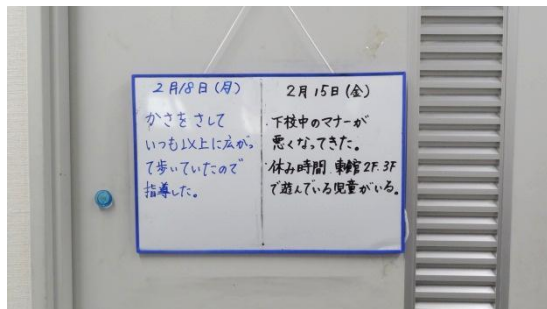 2月18日(月)
かさをさして
いつも以上に広がっ
て歩いていたので
指導した。
2月15日(金)
下校中のマナーが
悪くなってきた。
休み時間 東館2F.3F
で遊んでいる児童がいる。